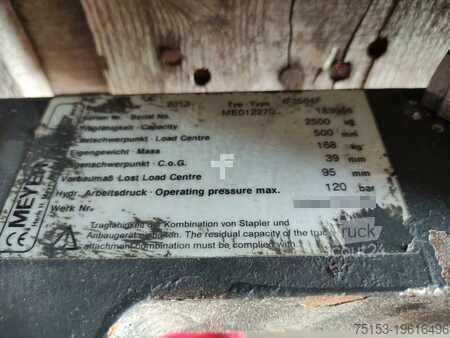 2013 Typ - Type
Serial No. ME01227
Tragfähigkeit - Capacity 2500 kg
Lastschwerpunkt - Load Centre 500 mm
Eigengewicht - Mass 168 kg
Eigenschwerpunkt - C.o.G. 39 mm
Vorbaumaß - Lost Load Centre 95 mm
Hydr. Arbeitsdruck - Operating pressure max. 120 bar
Werk Nr.
MEYER
Tragfähigkeit der Kombination von Stapler und
Anbaugerät The residual capacity of the truck
attachment combination must be complied with
truck
scout24
75153-19616496